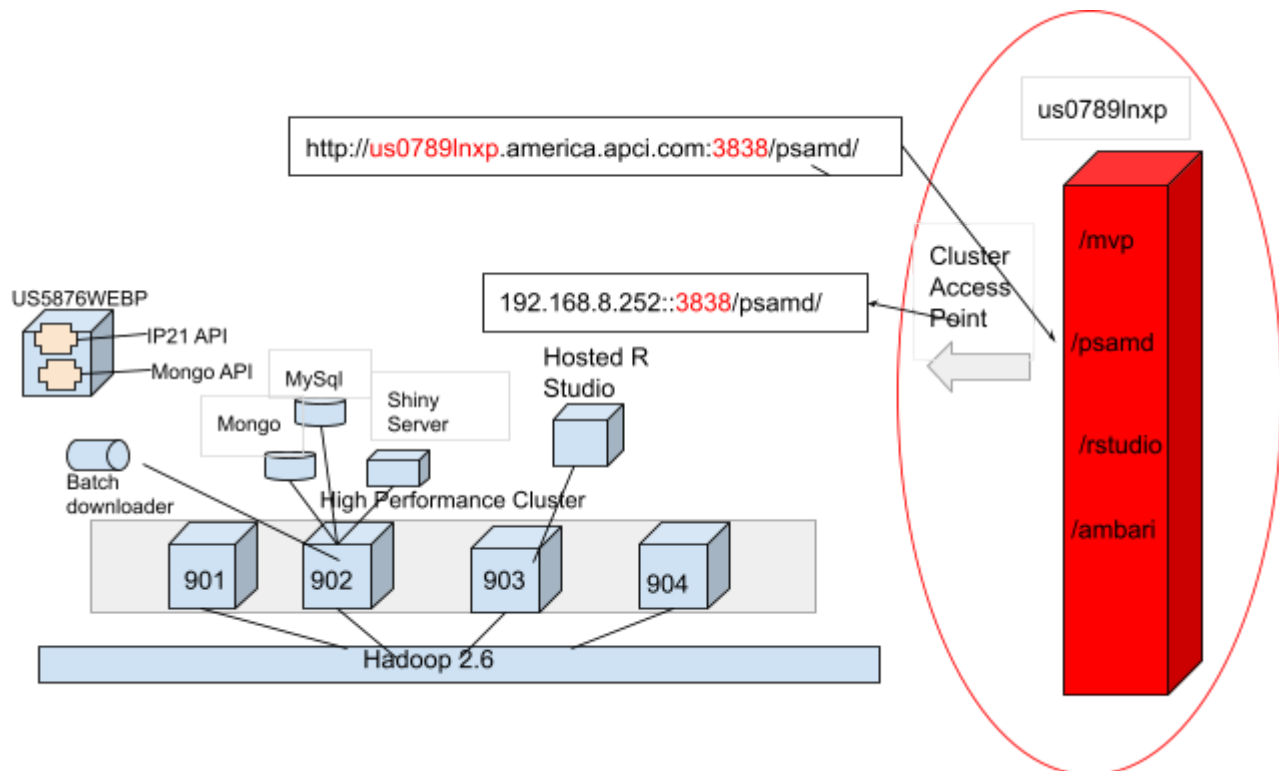 us0789lnxp
http://us0789lnxp.america.apci.com:3838/psamd/
/mvp
Cluster
Access
Point
192.168.8.252::3838/psamd/
/psamd
US5876WEBP
IP21 API
Mongo API
MySql
Mongo
Shiny
Server
Hosted R
Studio
/rstudio
Batch
downloader
High Performance Cluster
/ambari
901
902
903
904
Hadoop 2.6